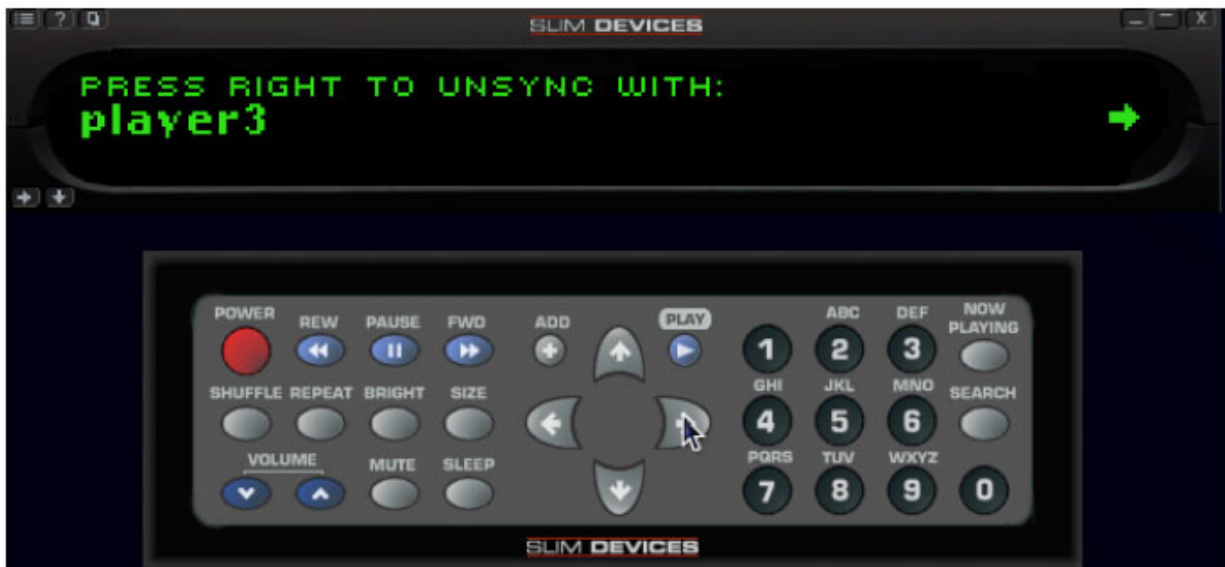 ? X
SLIM DEVICES
PRESS RIGHT TO UNSYNC WITH:
player3
POWER REW PAUSE FWD ADD PLAY ABC DEF NOW PLAYING
1 2 3
SHUFFLE REPEAT BRIGHT SIZE GHI JKL MNO SEARCH
4 5 6
VOLUME MUTE SLEEP PQRS TUV WXYZ
7 8 9 0
SLIM DEVICES